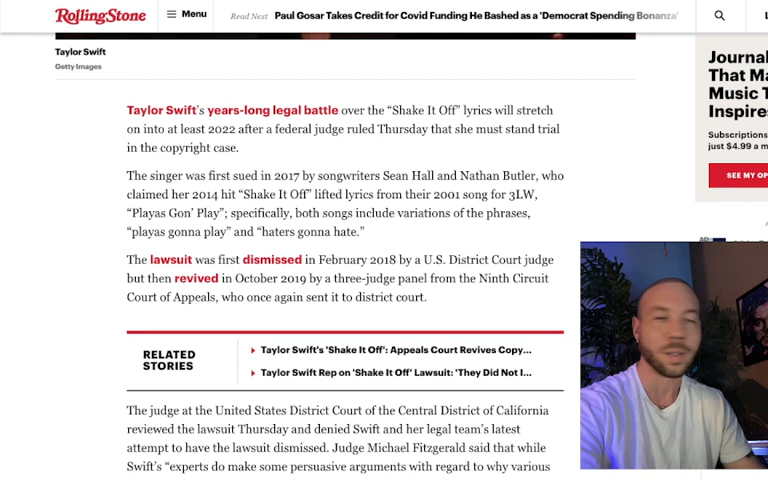 RollingStone
Menu
Read Next Paul Gosar Takes Credit for Covid Funding He Bashed as a 'Democrat Spending Bonanza'
Taylor Swift
Getty Images
Taylor Swift's years-long legal battle over the “Shake It Off” lyrics will stretch
on into at least 2022 after a federal judge ruled Thursday that she must stand trial
in the copyright case.
The singer was first sued in 2017 by songwriters Sean Hall and Nathan Butler, who
claimed her 2014 hit “Shake It Off” lifted lyrics from their 2001 song for 3LW,
“Playas Gon’ Play”; specifically, both songs include variations of the phrases,
“playas gonna play” and “haters gonna hate.”
The lawsuit was first dismissed in February 2018 by a U.S. District Court judge
but then revived in October 2019 by a three-judge panel from the Ninth Circuit
Court of Appeals, who once again sent it to district court.
RELATED
STORIES
Taylor Swift's 'Shake It Off': Appeals Court Revives Copy...
Taylor Swift Rep on 'Shake It Off' Lawsuit: 'They Did Not I...
The judge at the United States District Court of the Central District of California
reviewed the lawsuit Thursday and denied Swift and her legal team’s latest
attempt to have the lawsuit dismissed. Judge Michael Fitzgerald said that while
Swift’s “experts do make some persuasive arguments with regard to why various
Journal
That Ma
Music T
Inspire
Subscriptions
just $4.99 a m
SEE MY OP